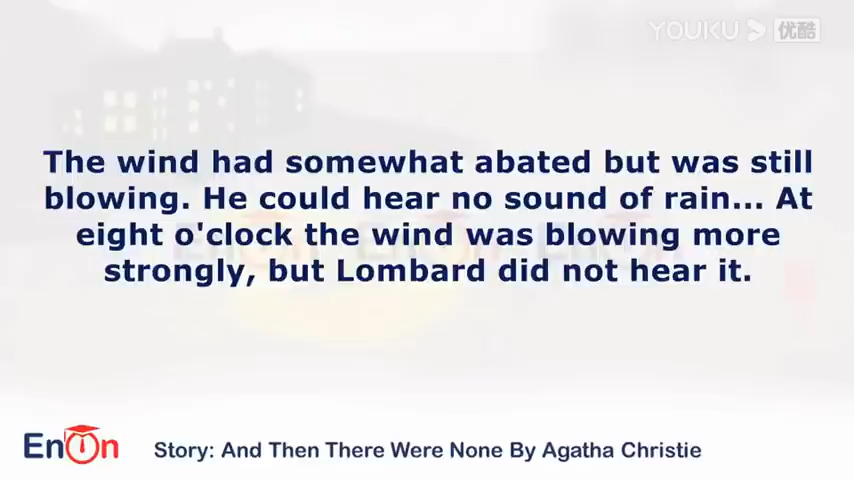 YOUKU 优酷
The wind had somewhat abated but was still
blowing. He could hear no sound of rain... At
eight o'clock the wind was blowing more
strongly, but Lombard did not hear it.
EnOn
Story: And Then There Were None By Agatha Christie